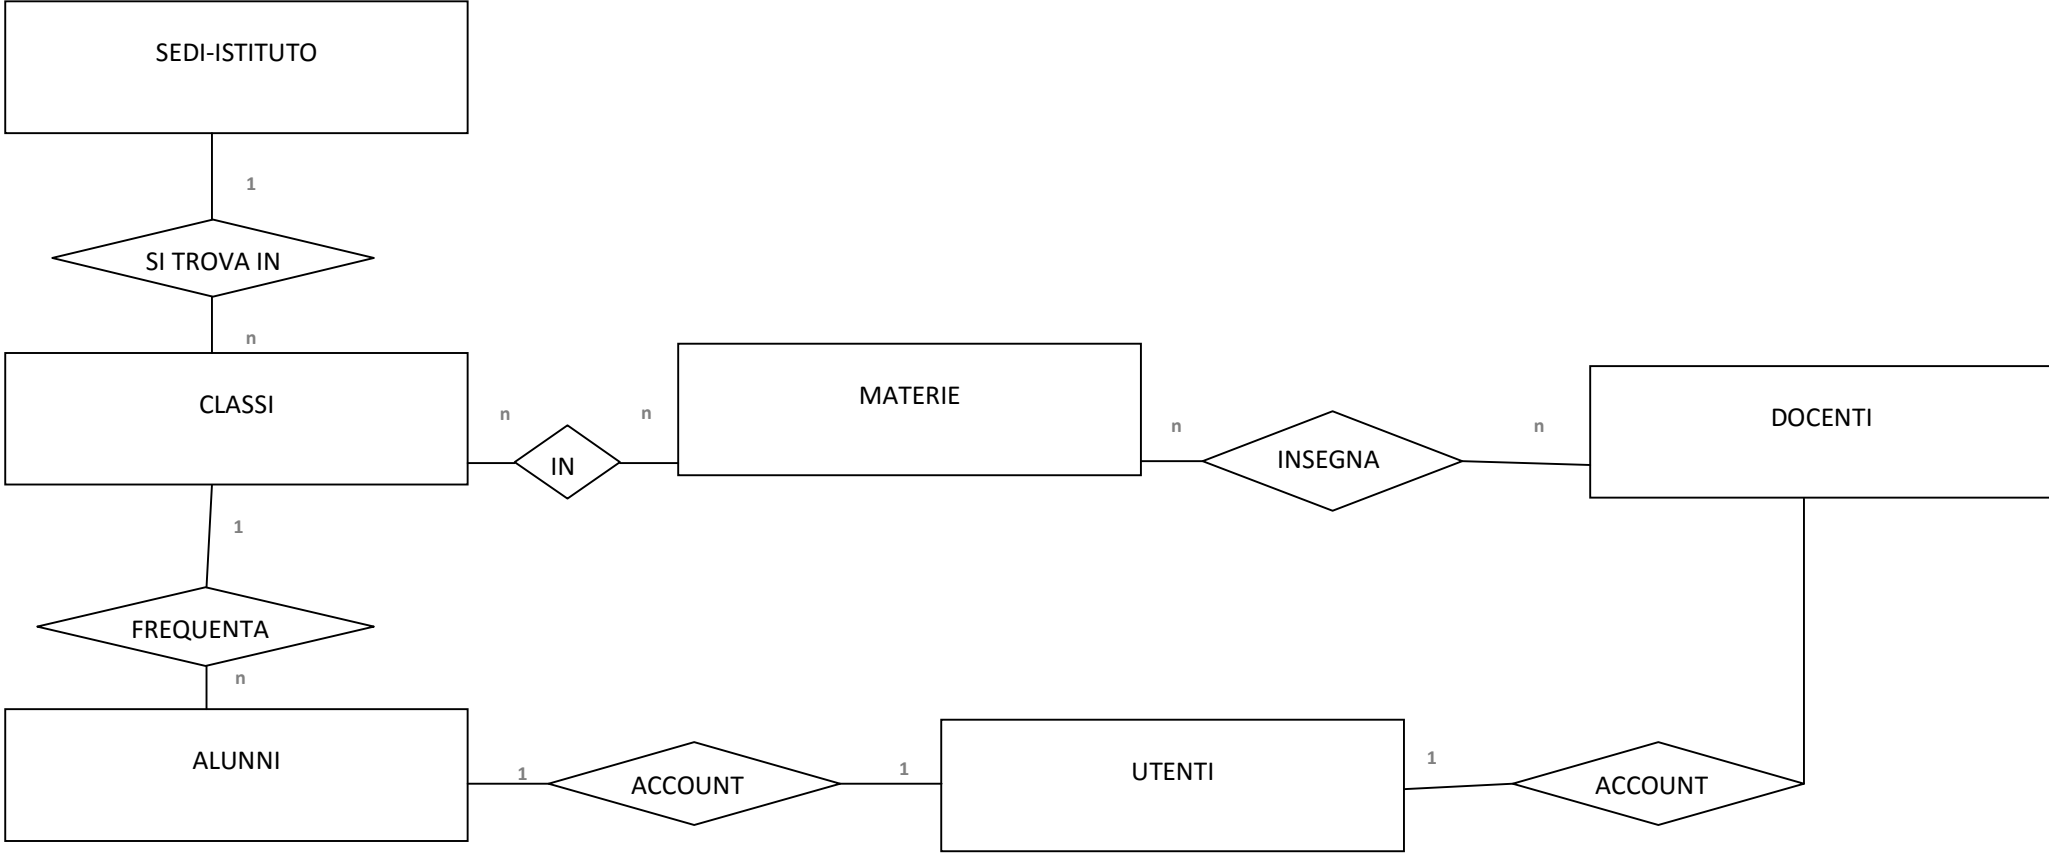 SEDI-ISTITUTO
1
SI TROVA IN
n
CLASSI
n
IN
n
MATERIE
n
INSEGNA
n
DOCENTI
1
FREQUENTA
n
ALUNNI
1
ACCOUNT
1
UTENTI
1
ACCOUNT